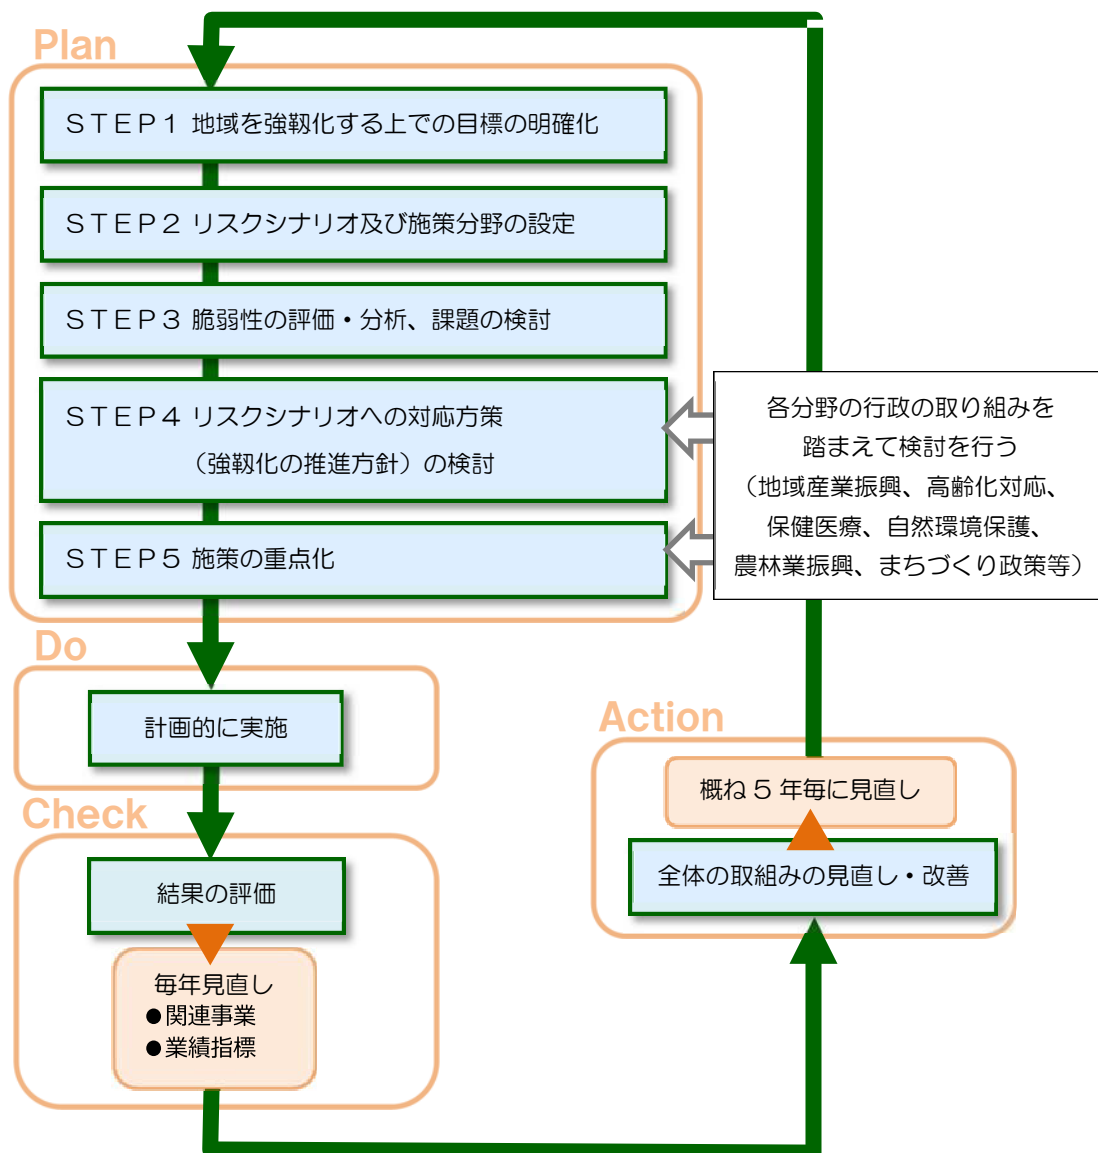 Plan
STEP1 地域を強靱化する上での目標の明確化
STEP2 リスクシナリオ及び施策分野の設定
STEP3 脆弱性の評価・分析、課題の検討
STEP4 リスクシナリオへの対応方策
（強靱化の推進方針）の検討
STEP5 施策の重点化
各分野の行政の取り組みを
踏まえて検討を行う
（地域産業振興、高齢化対応、
保健医療、自然環境保護、
農林業振興、まちづくり政策等）
Do
計画的に実施
Check
結果の評価
毎年見直し
●関連事業
●業績指標
Action
概ね5年毎に見直し
全体の取組みの見直し・改善